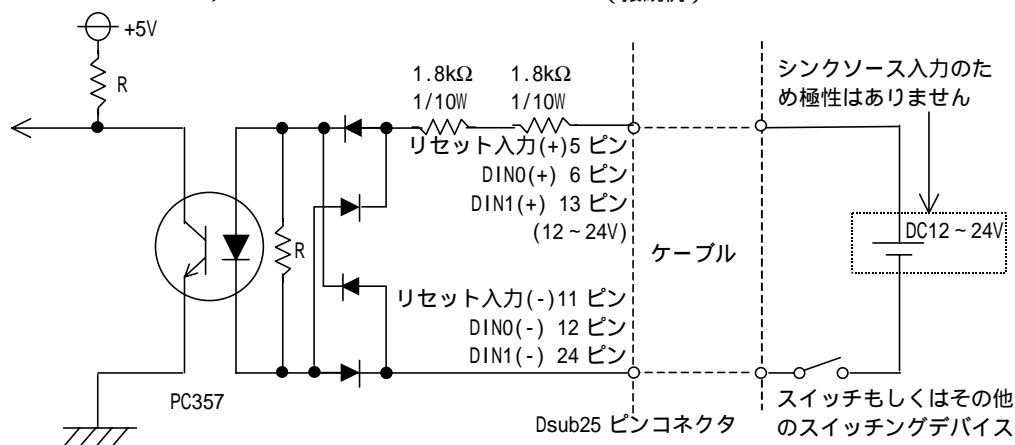 (接続例)
+5V
R
1.8kΩ
1/10W
1.8kΩ
1/10W
シンクソース入力のた
め極性はありません
リセット入力(+)5 ピン
DIN0(+) 6 ピン
DIN1(+) 13 ピン
(12～24V)
ケーブル
DC12～24V
R
リセット入力(-)11 ピン
DIN0(-) 12 ピン
DIN1(-) 24 ピン
PC357
Dsub25 ピンコネクタ
スイッチもしくはその他
のスイッチングデバイス